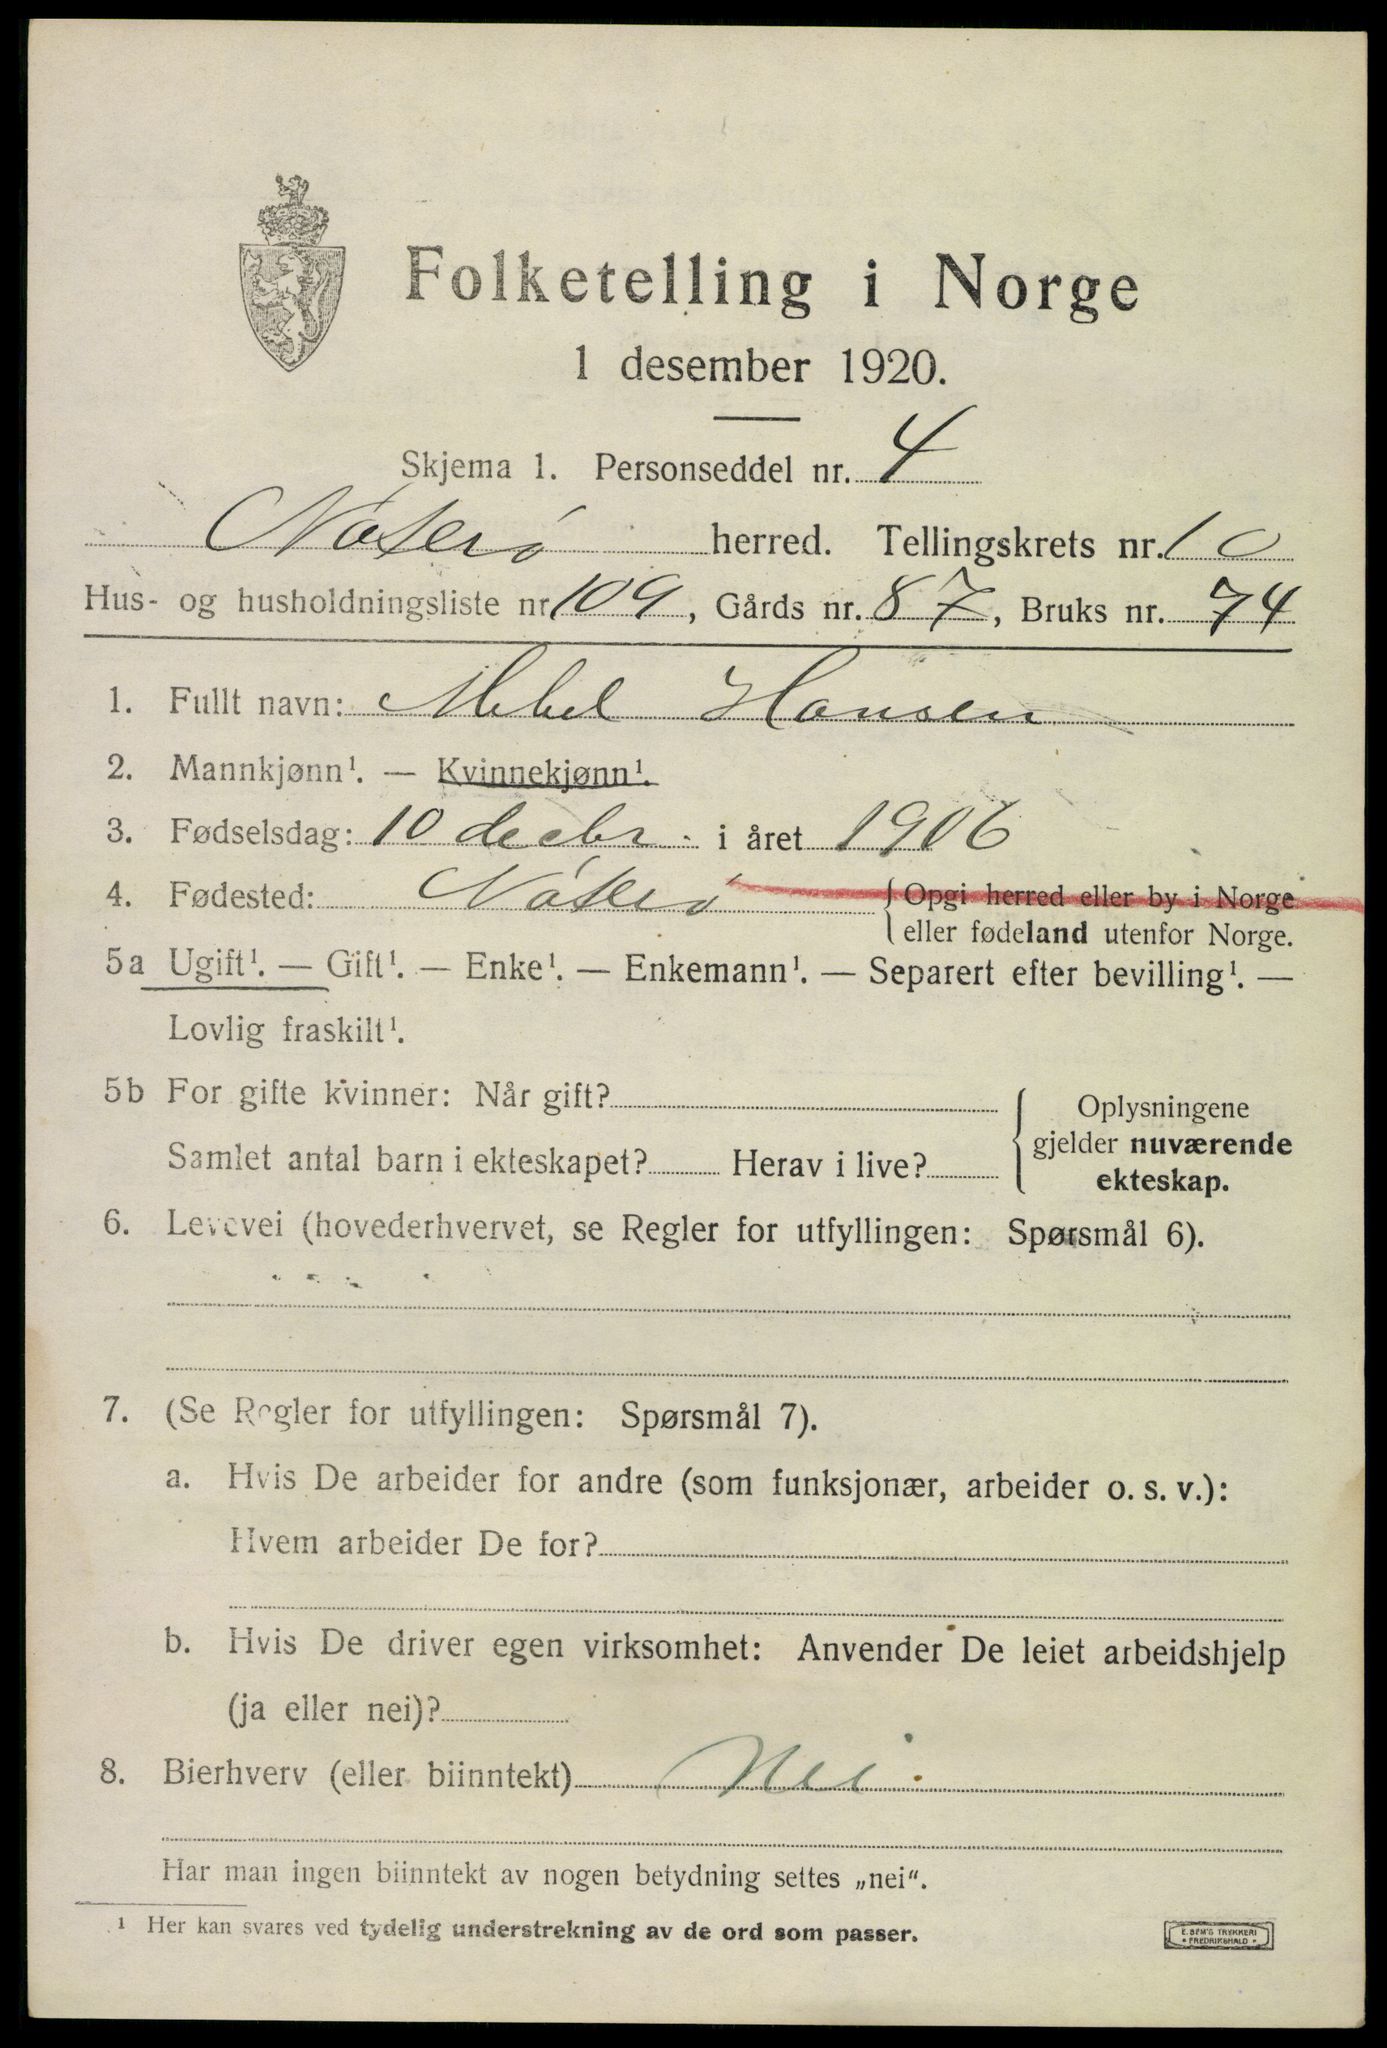 Folketelling i Norge
1 desember 1920.
Skjema 1. Personseddel nr. 4
Nøterø herred. Tellingskrets nr. 10
Hus- og husholdningsliste nr 109, Gårds nr. 87, Bruks nr. 74
1. Fullt navn: Hansen
2. Mannkjønn¹. — Kvinnekjønn¹.
3. Fødselsdag: 10 decbr. i året 1906
4. Fødested: Nøterø { Opgi herred eller by i Norge
eller fødeland utenfor Norge.
5a Ugift¹. — Gift¹. — Enke¹. — Enkemann¹. — Separert efter bevilling¹. —
Lovlig fraskilt¹.
5b For gifte kvinner: Når gift?
Samlet antal barn i ekteskapet? Herav i live?
{ Oplysningene
gjelder nuværende
ekteskap.
6. Levevei (hovederhvervet, se Regler for utfyllingen: Spørsmål 6).
7. (Se Regler for utfyllingen: Spørsmål 7).
a. Hvis De arbeider for andre (som funksjonær, arbeider o. s. v.):
Hvem arbeider De for?
b. Hvis De driver egen virksomhet: Anvender De leiet arbeidshjelp
(ja eller nei)?
8. Bierhverv (eller biinntekt) Nei.
Har man ingen biinntekt av nogen betydning settes „nei".
¹ Her kan svares ved tydelig understrekning av de ord som passer.
E. SEM'S TRYKKERI
• FREDRIKSHALD •